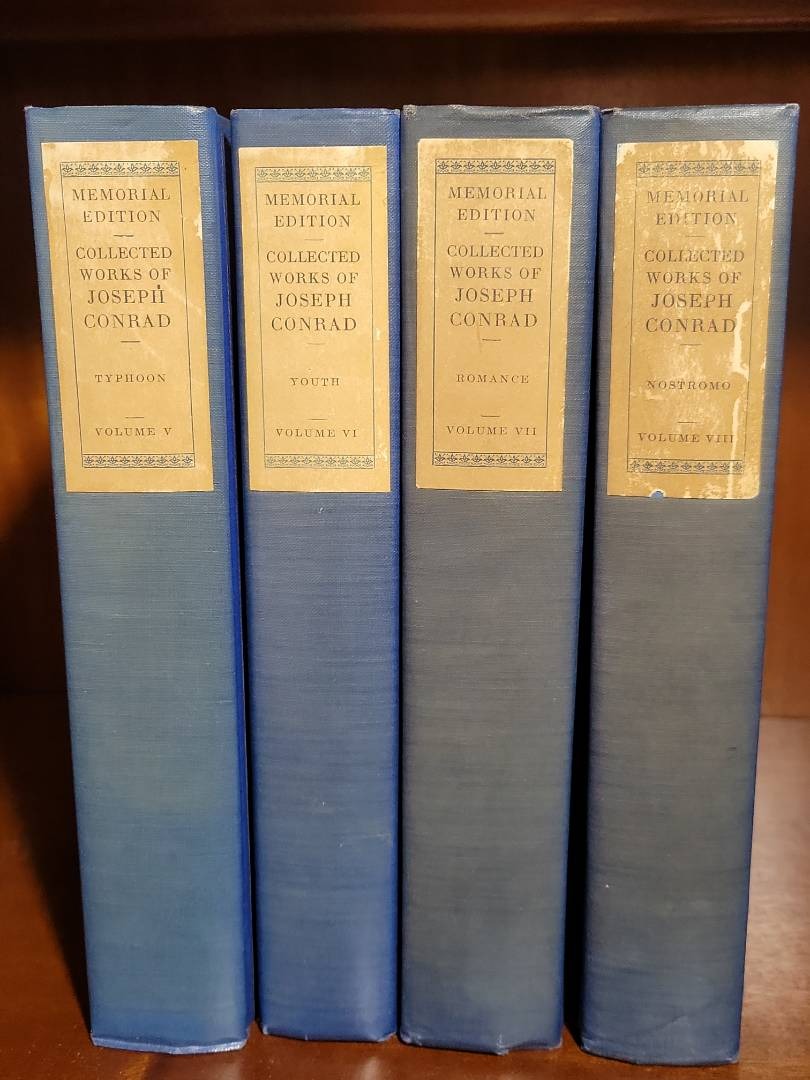 MEMORIAL
EDITION
COLLECTED
WORKS OF
JOSEPH
CONRAD
TYPHOON
VOLUME V
MEMORIAL
EDITION
COLLECTED
WORKS OF
JOSEPH
CONRAD
YOUTH
VOLUME VI
MEMORIAL
EDITION
COLLECTED
WORKS OF
JOSEPH
CONRAD
ROMANCE
VOLUME VII
MEMORIAL
EDITION
COLLECTED
WORKS OF
JOSEPH
CONRAD
NOSTROMO
VOLUME VIII